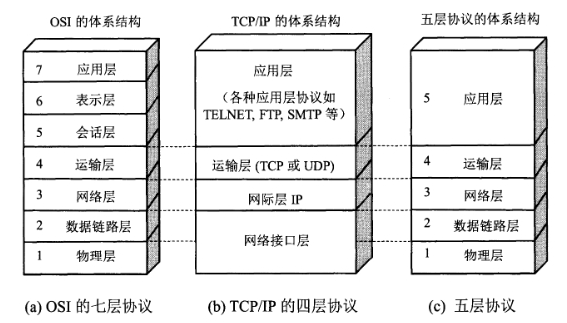 OSI 的体系结构
TCP/IP 的体系结构
五层协议的体系结构
7 应用层
6 表示层
5 会话层
4 运输层
3 网络层
2 数据链路层
1 物理层
应用层
(各种应用层协议如
TELNET, FTP, SMTP 等)
运输层 (TCP 或 UDP)
网际层 IP
网络接口层
5 应用层
4 运输层
3 网络层
2 数据链路层
1 物理层
(a) OSI 的七层协议
(b) TCP/IP 的四层协议
(c) 五层协议